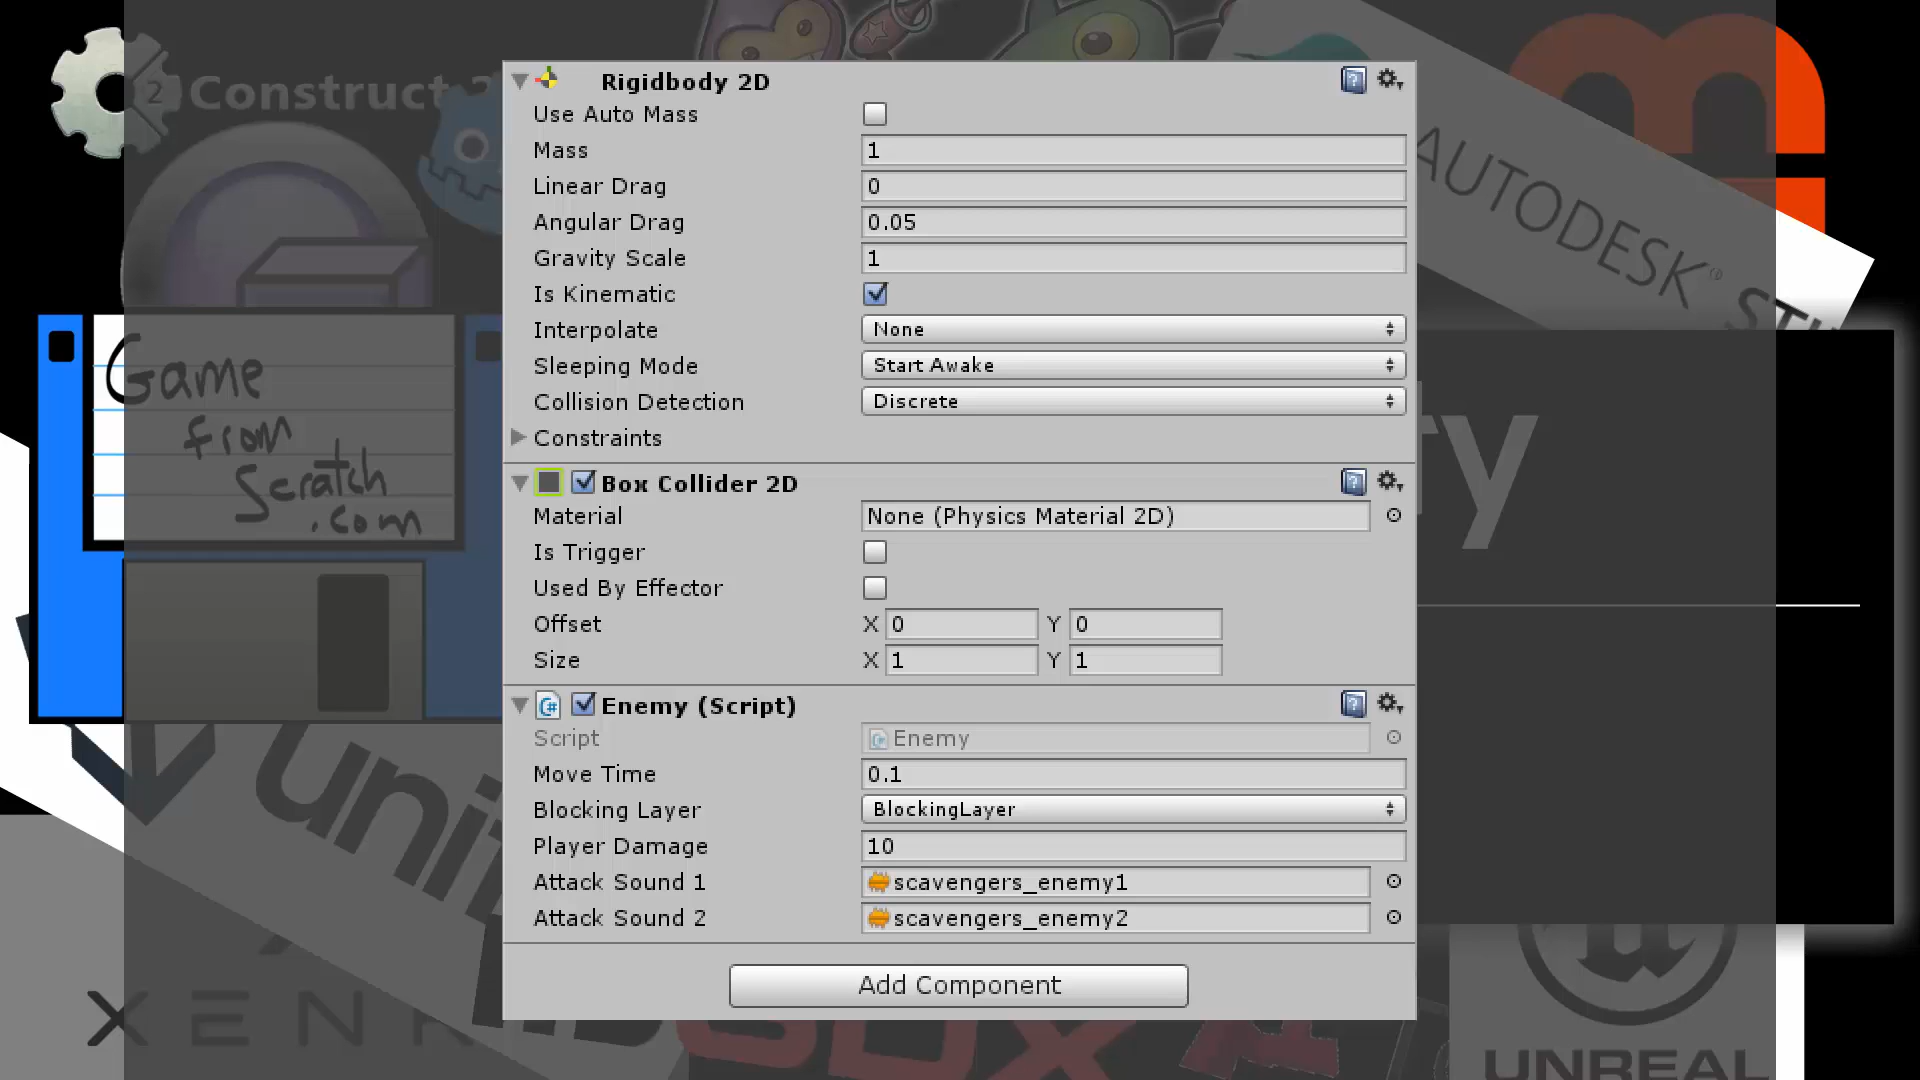 2 Construct 2
Rigidbody 2D
Use Auto Mass
Mass 1
Linear Drag 0
Angular Drag 0.05
Gravity Scale 1
Is Kinematic
Interpolate None
Sleeping Mode Start Awake
Collision Detection Discrete
Constraints
Box Collider 2D
Material None (Physics Material 2D)
Is Trigger
Used By Effector
Offset X 0 Y 0
Size X 1 Y 1
Enemy (Script)
Script Enemy
Move Time 0.1
Blocking Layer BlockingLayer
Player Damage 10
Attack Sound 1 scavengers_enemy1
Attack Sound 2 scavengers_enemy2
Add Component
AUTODESK®
Game
from
Scratch
.com
UNREAL